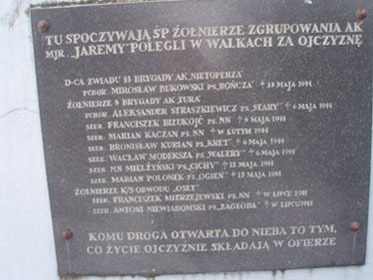 TU SPOCZYWAJĄ ŚP ŻOŁNIERZE ZGRUPOWANIA AK
MJR. „JAREMY" POLEGLI W WALKACH ZA OJCZYZNĘ
D-CA ZWIADU 13 BRYGADY AK „NIETOPERZA"
PCHOR. MIROSŁAW BUKOWSKI PS. „BOŃCZA" † 13 MAJA 1944
ŻOŁNIERZE 8 BRYGADY AK „TURA"
PCHOR. ALEKSANDER STRASZKIEWICZ PS. „STARY" † 6 MAJA 1944
SZER. FRANCISZEK BIZUKOJĆ PS. NN † 6 MAJA 1944
SZER. MARIAN KACZAN PS. NN † W LUTYM 1944
SZER. BRONISŁAW KURIAN PS. „KRET" † 6 MAJA 1944
SZER. WACŁAW MODEKSZA PS. „WALERY" † 6 MAJA 1944
SZER. NN MELŻYŃSKI PS. „CICHY" † 12 MAJA 1944
SZER. MARIAN POLONEK PS. „OGIEŃ" † 13 MAJA 1944
ŻOŁNIERZE K/S OBWODU „OSET"
SZER. FRANCISZEK MIERZEJEWSKI PS. NN † W LIPCU 1944
SZER. ANTONI NIEWIADOMSKI PS. „ZAGŁOBA" † W LIPCU 1944
KOMU DROGA OTWARTA DO NIEBA TO TYM,
CO ŻYCIE OJCZYŹNIE SKŁADAJĄ W OFIERZE